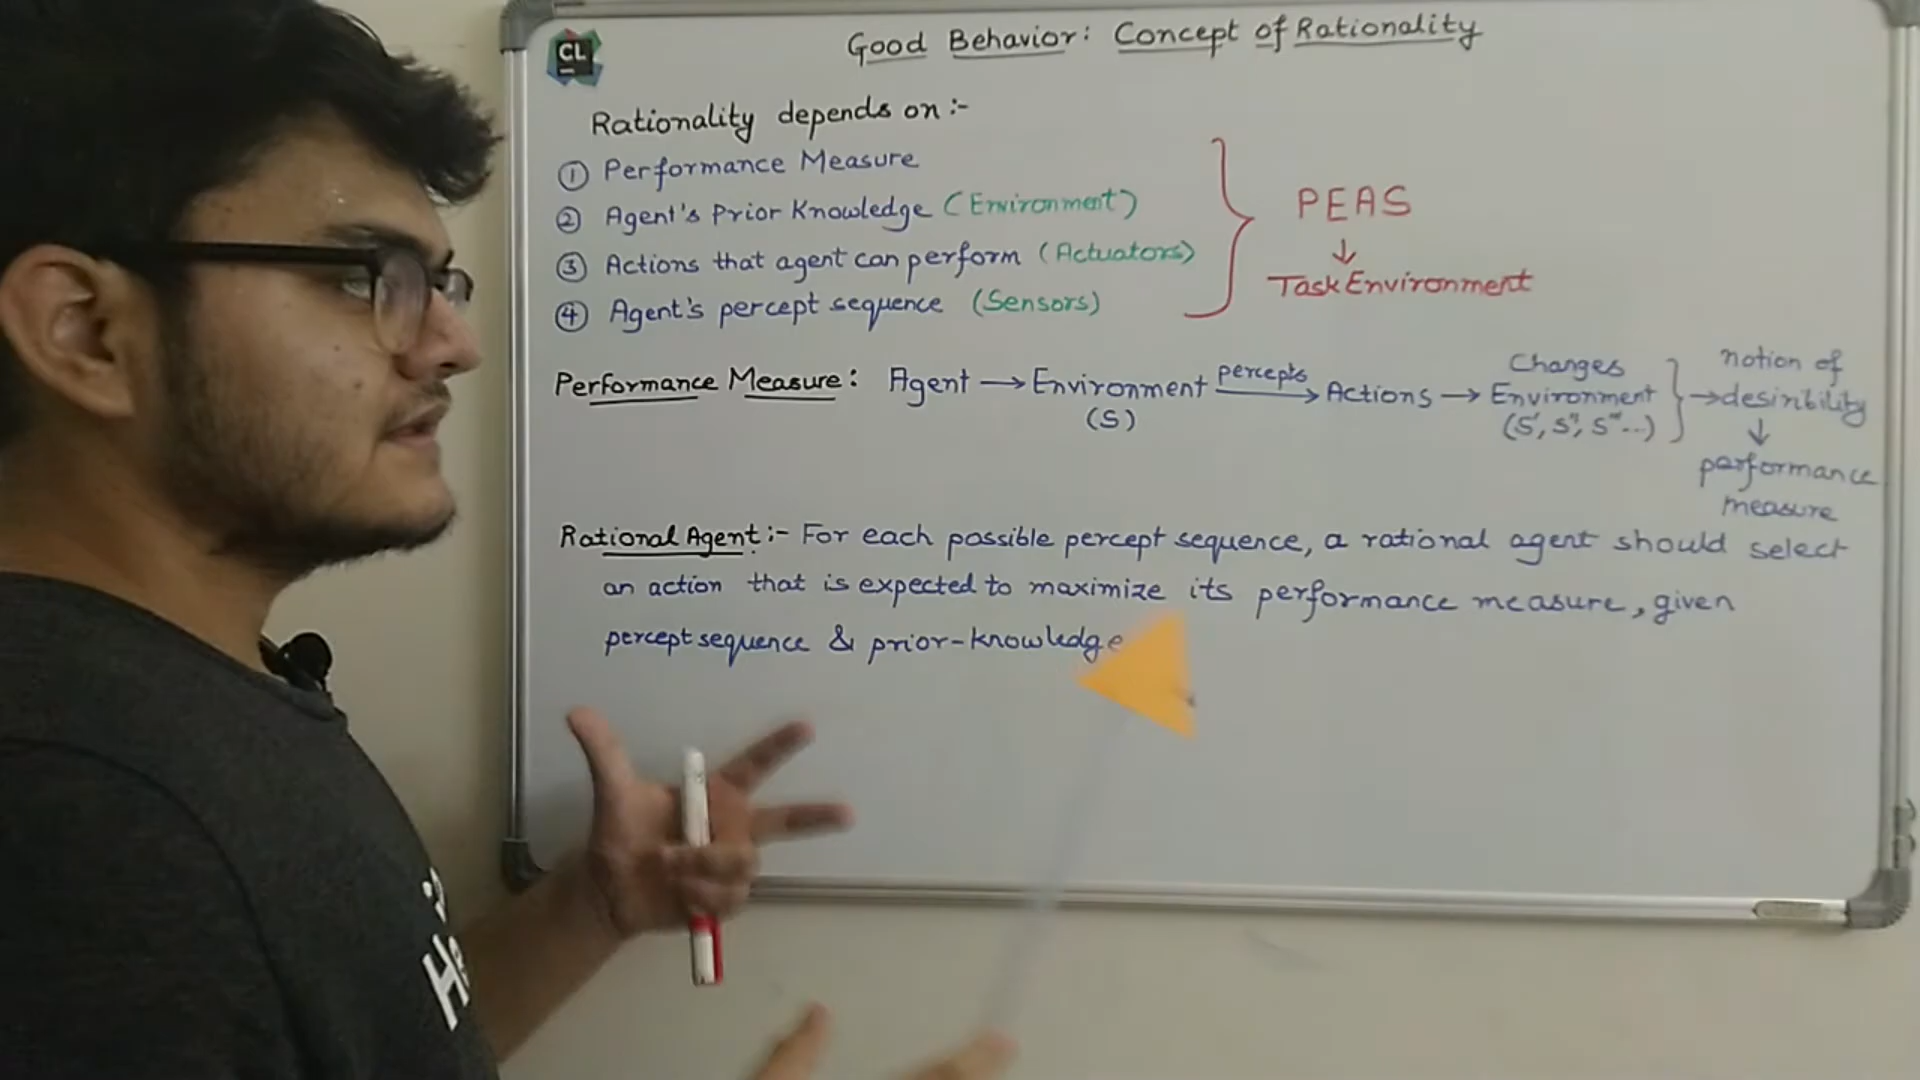 CL
Good Behavior: Concept of Rationality
Rationality depends on :-
① Performance Measure
② Agent's Prior Knowledge (Environment)
③ Actions that agent can perform (Actuators)
④ Agent's percept sequence (Sensors)
PEAS
↓
Task Environment
Performance Measure: Agent → Environment percepts → Actions → Changes Environment → notion of desiribility
(S) (S', S'', S'''...) ↓
performance
measure
Rational Agent :- For each possible percept sequence, a rational agent should select
an action that is expected to maximize its performance measure, given
percept sequence & prior-knowledge